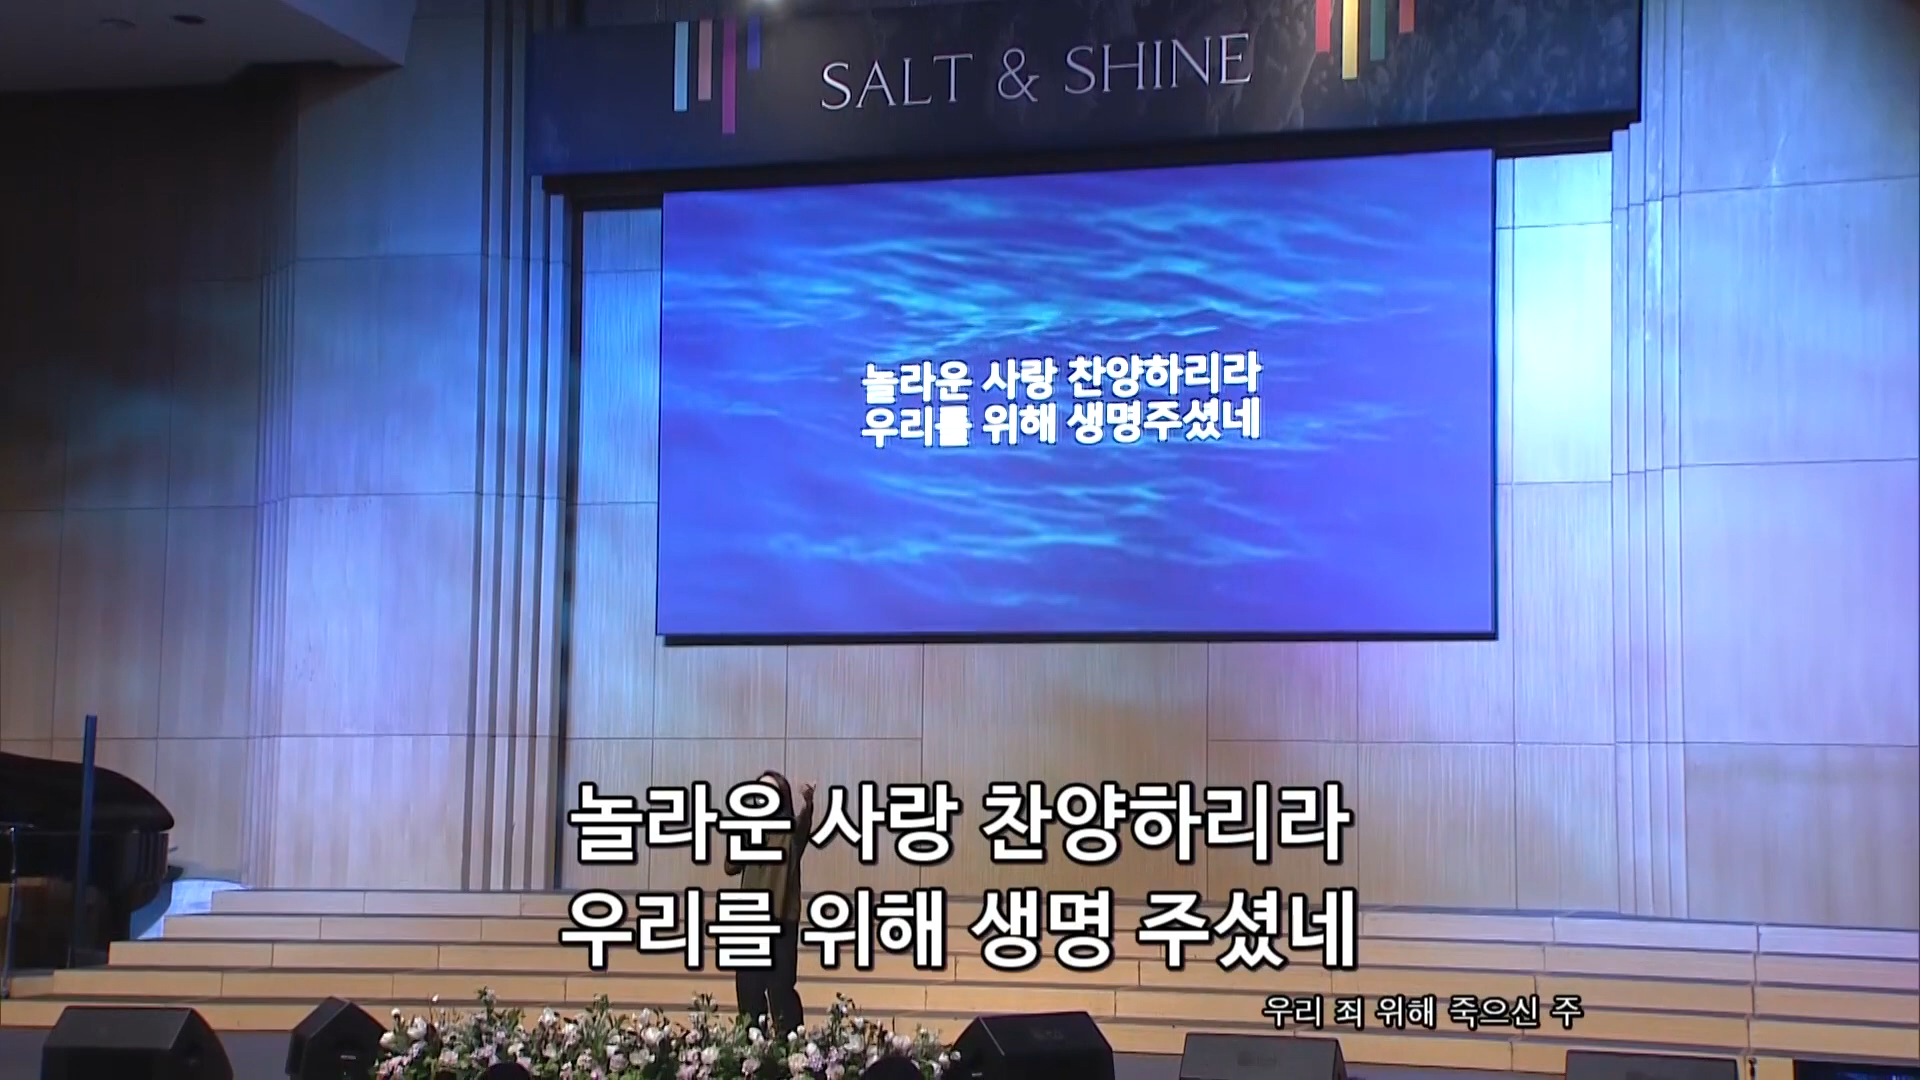 SALT & SHINE
놀라운 사랑 찬양하리라
우리를 위해 생명주셨네
놀라운 사랑 찬양하리라
우리를 위해 생명 주셨네
우리 죄 위해 죽으신 주